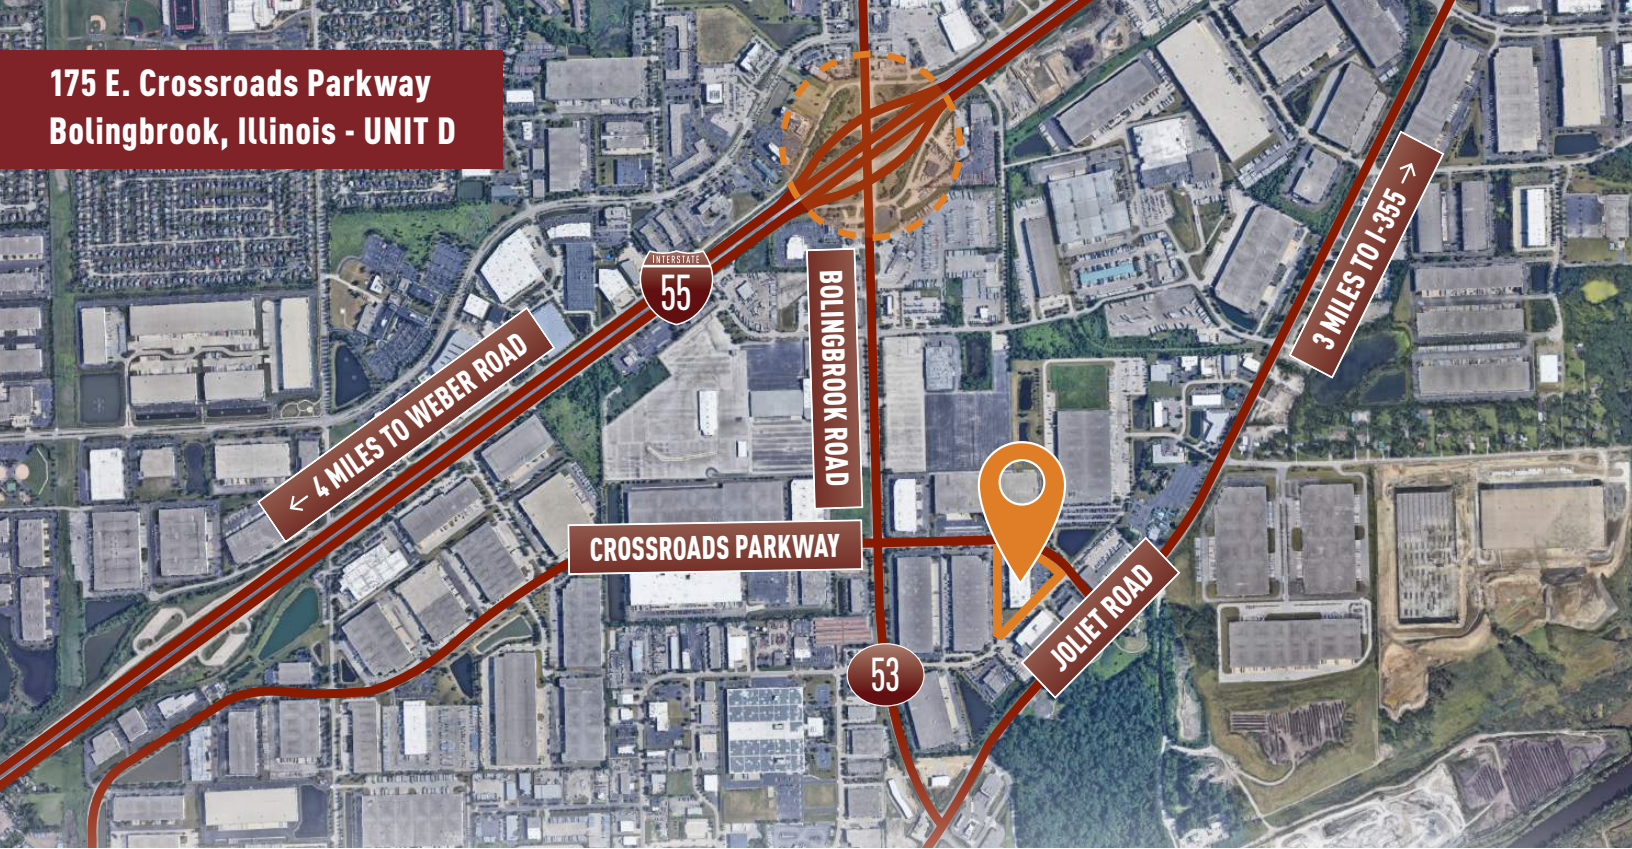 175 E. Crossroads Parkway
Bolingbrook, Illinois - UNIT D
INTERSTATE
55
← 4 MILES TO WEBER ROAD
BOLINGBROOK ROAD
3 MILES TO I-355 →
CROSSROADS PARKWAY
JOLIET ROAD
53